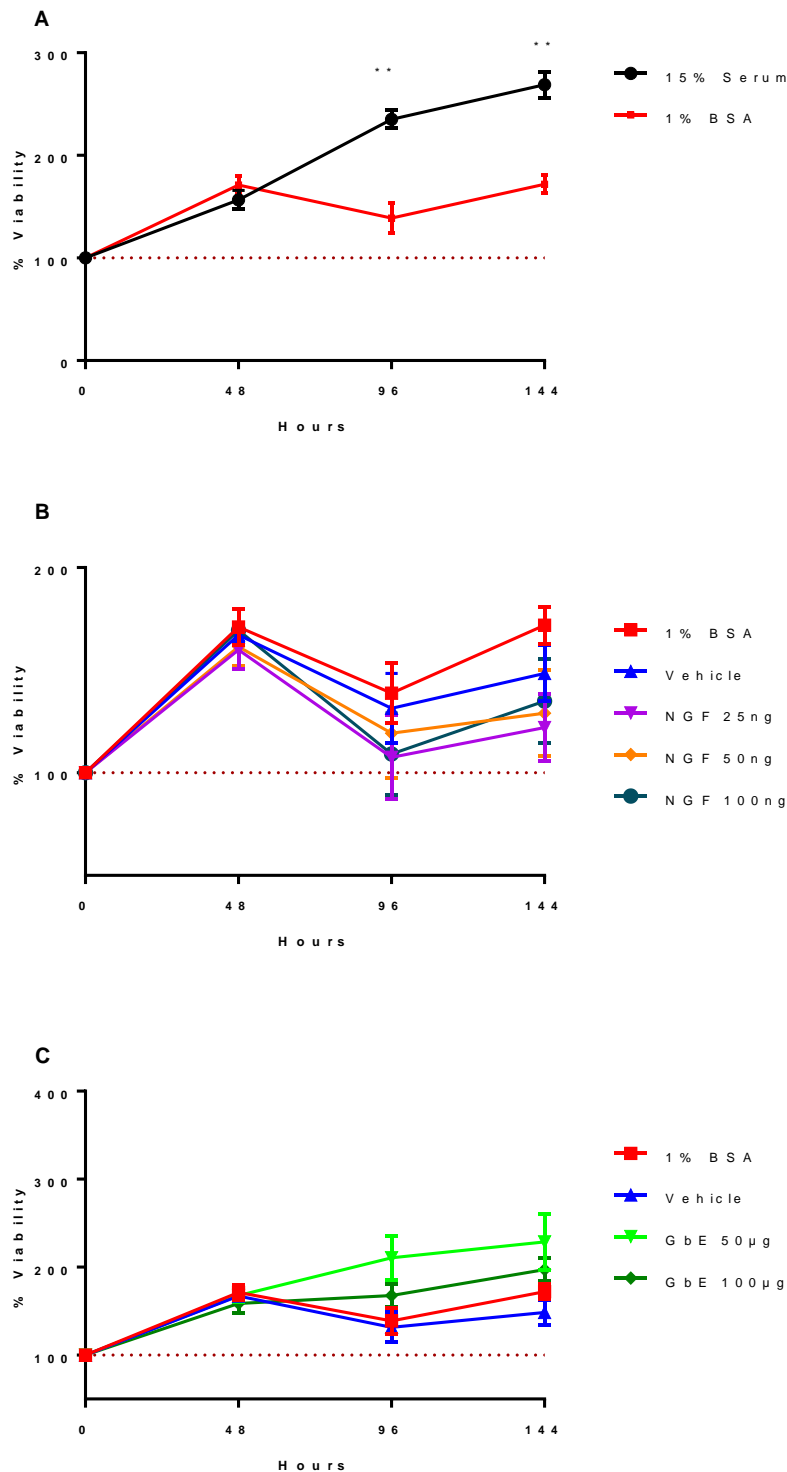 A
300
200
100
0
% Viability
0 48 96 144
Hours
** **
15% Serum
1% BSA
B
200
100
% Viability
0 48 96 144
Hours
1% BSA
Vehicle
NGF 25ng
NGF 50ng
NGF 100ng
C
400
300
200
100
% Viability
0 48 96 144
Hours
1% BSA
Vehicle
GbE 50µg
GbE 100µg